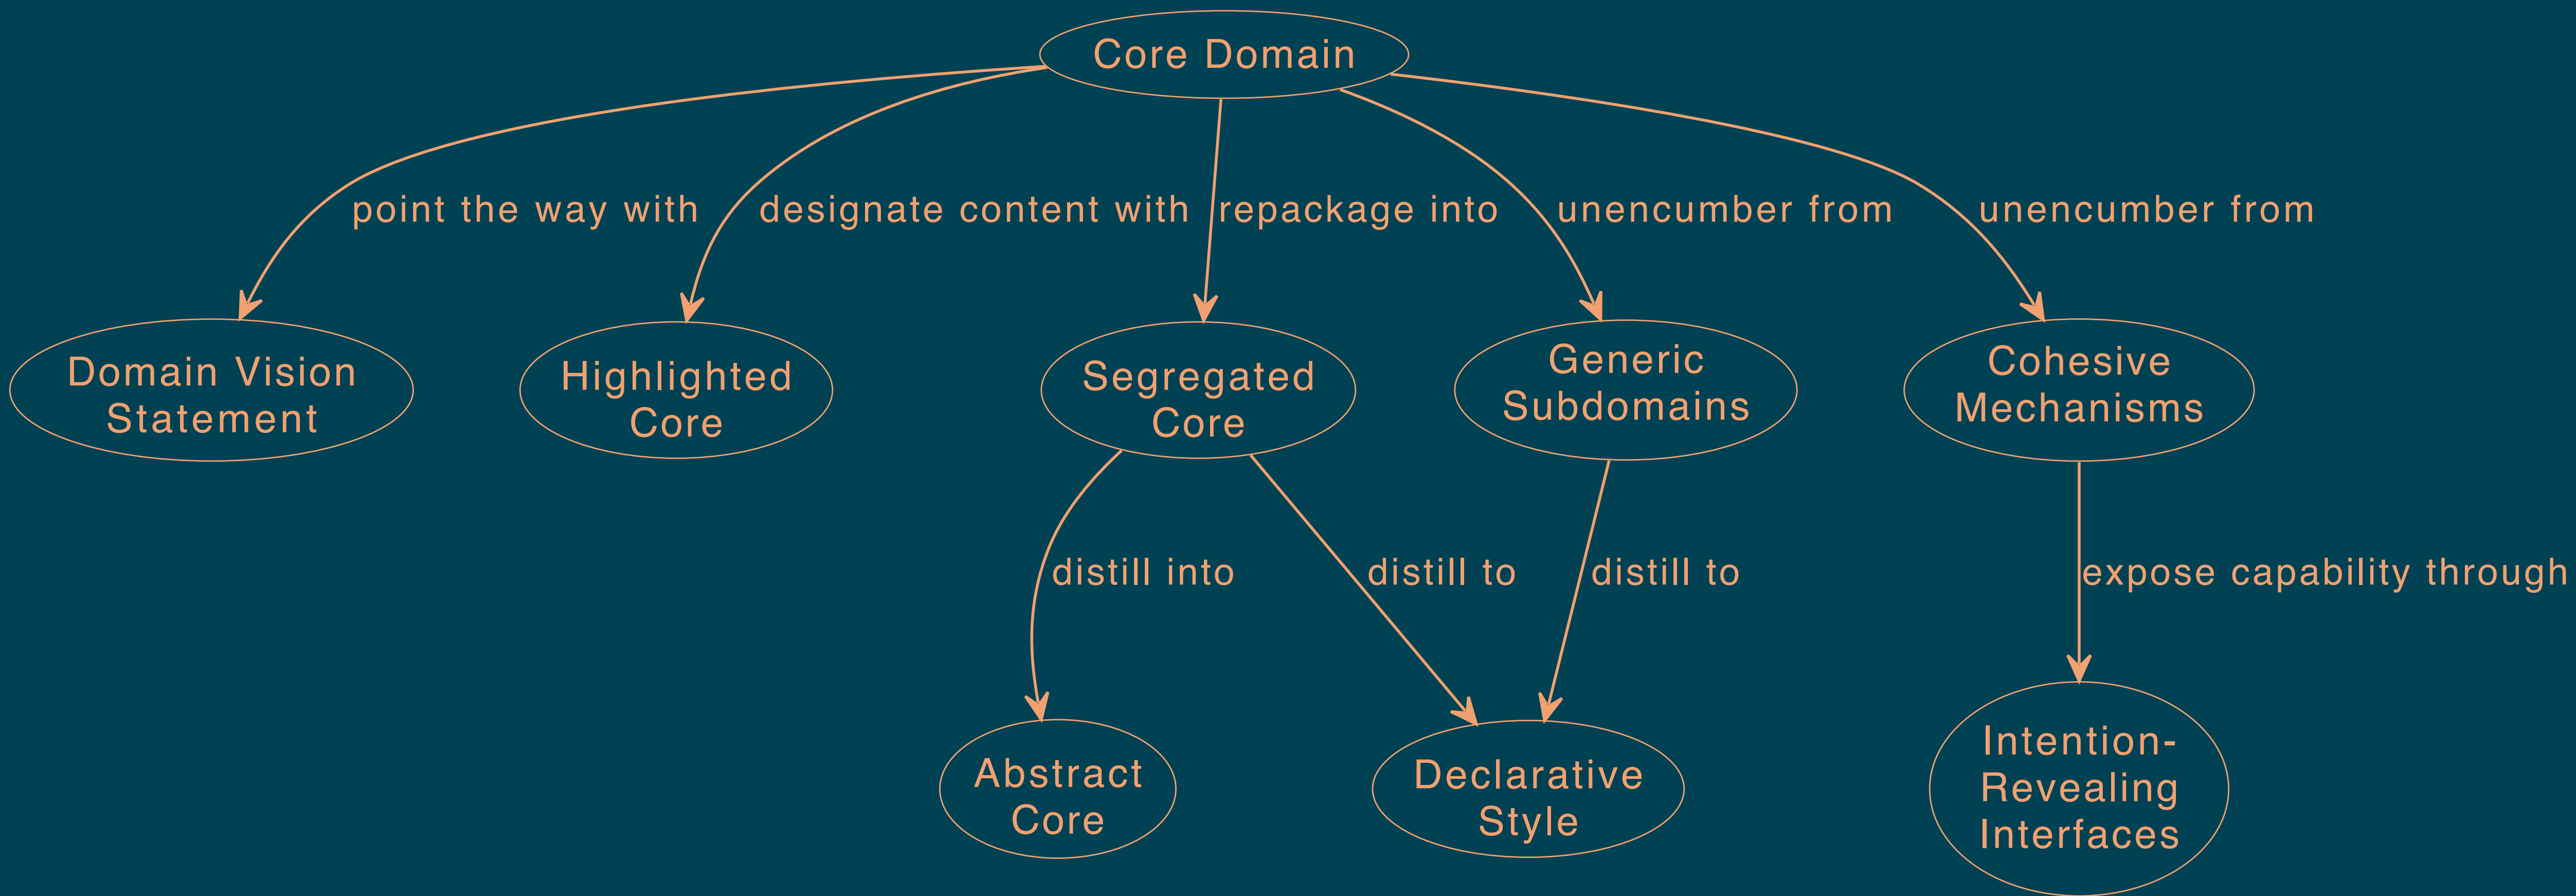 Core Domain
point the way with
designate content with
repackage into
unencumber from
unencumber from
Domain Vision
Statement
Highlighted
Core
Segregated
Core
Generic
Subdomains
Cohesive
Mechanisms
distill into
distill to
distill to
expose capability through
Abstract
Core
Declarative
Style
Intention-
Revealing
Interfaces